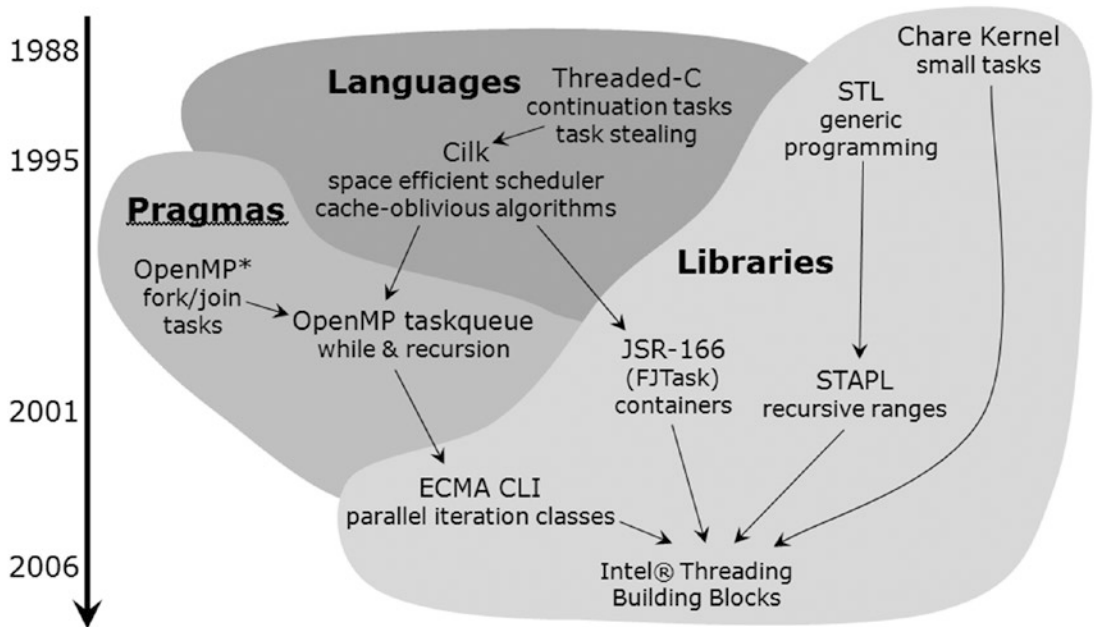 1988
1995
2001
2006
Languages
Threaded-C
continuation tasks
task stealing
Cilk
space efficient scheduler
cache-oblivious algorithms
Pragmas
OpenMP*
fork/join
tasks
OpenMP taskqueue
while & recursion
Libraries
Chare Kernel
small tasks
STL
generic
programming
JSR-166
(FJTask)
containers
STAPL
recursive ranges
ECMA CLI
parallel iteration classes
Intel® Threading
Building Blocks